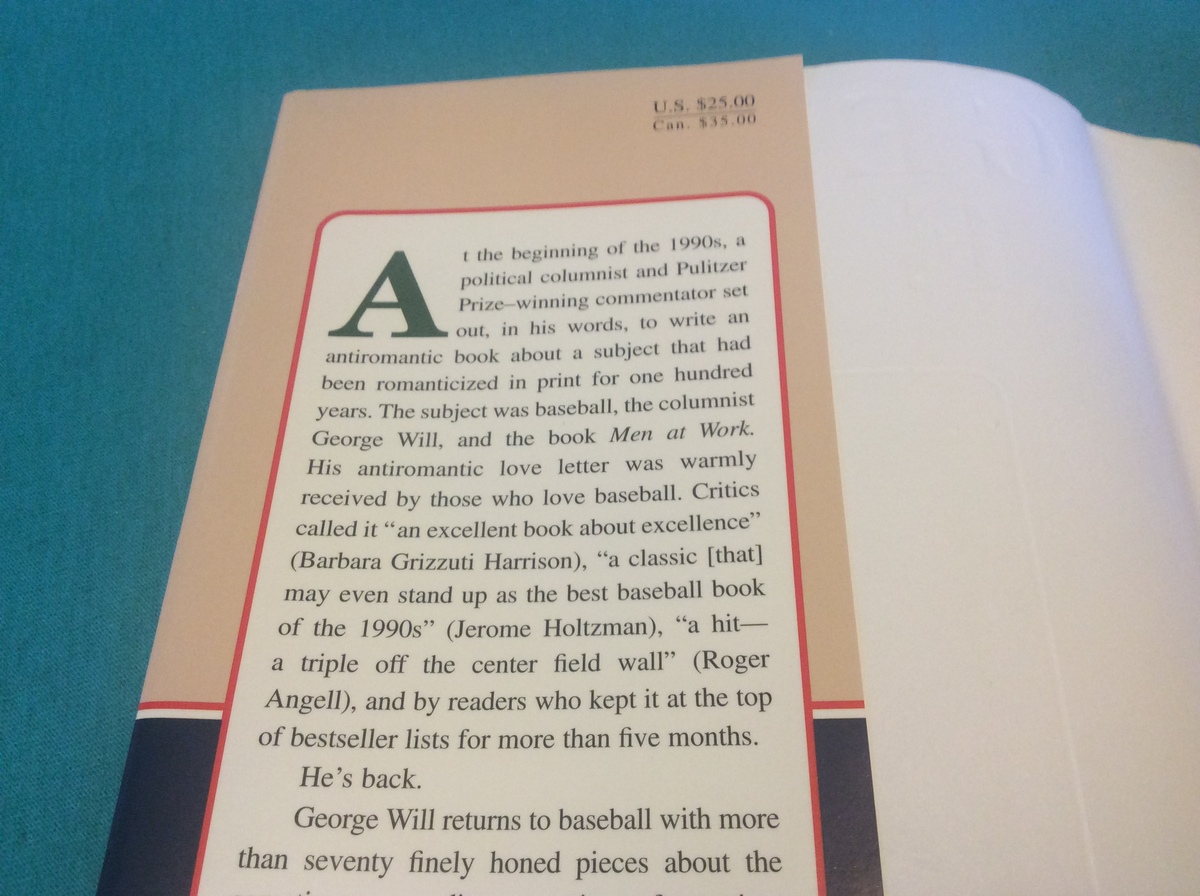 U.S. $25.00
Can. $35.00
At the beginning of the 1990s, a
political columnist and Pulitzer
Prize–winning commentator set
out, in his words, to write an
antiromantic book about a subject that had
been romanticized in print for one hundred
years. The subject was baseball, the columnist
George Will, and the book Men at Work.
His antiromantic love letter was warmly
received by those who love baseball. Critics
called it “an excellent book about excellence”
(Barbara Grizzuti Harrison), “a classic [that]
may even stand up as the best baseball book
of the 1990s” (Jerome Holtzman), “a hit—
a triple off the center field wall” (Roger
Angell), and by readers who kept it at the top
of bestseller lists for more than five months.
He’s back.
George Will returns to baseball with more
than seventy finely honed pieces about the